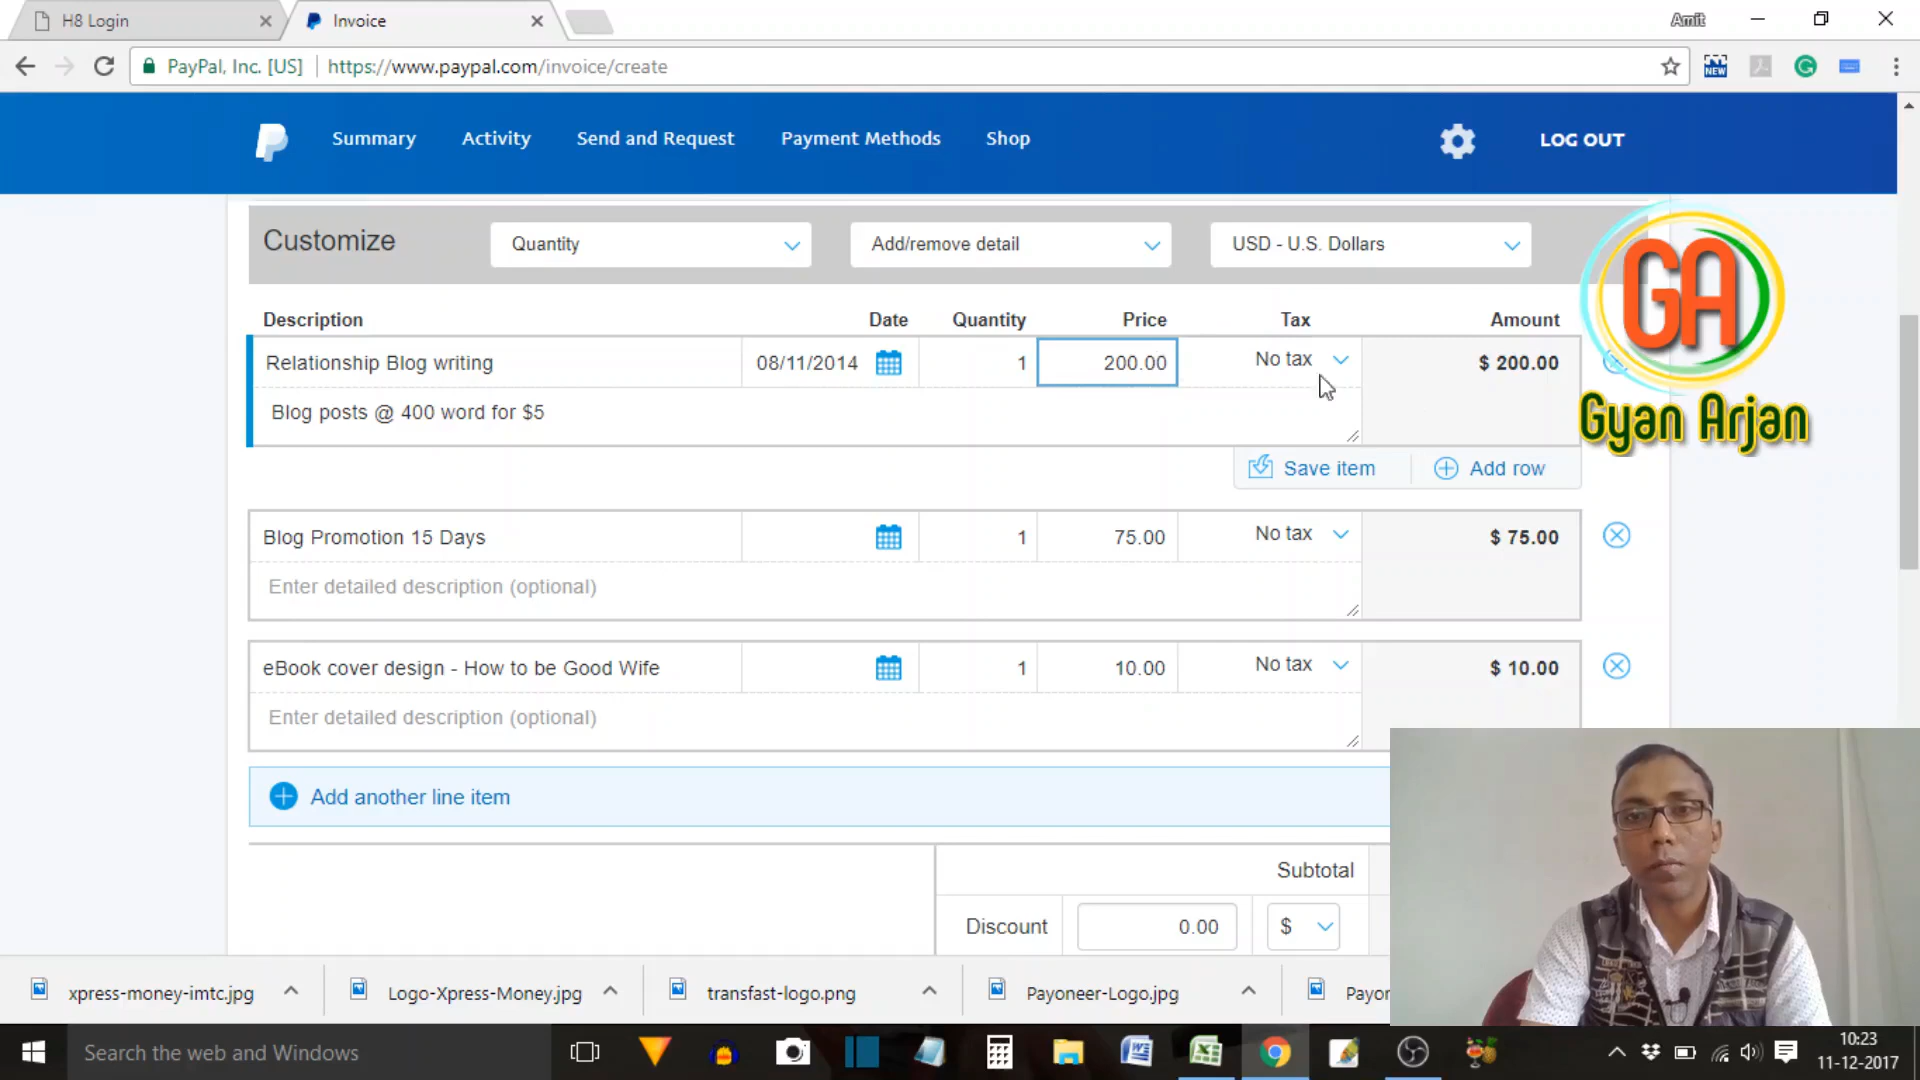 H8 Login
Invoice
Amit
PayPal, Inc. [US]
https://www.paypal.com/invoice/create
NEW
Summary
Activity
Send and Request
Payment Methods
Shop
LOG OUT
Customize
Quantity
Add/remove detail
USD - U.S. Dollars
GA
Gyan Arjan
Description
Date
Quantity
Price
Tax
Amount
Relationship Blog writing
08/11/2014
1
200.00
No tax
$ 200.00
Blog posts @ 400 word for $5
Save item
Add row
Blog Promotion 15 Days
1
75.00
No tax
$ 75.00
Enter detailed description (optional)
eBook cover design - How to be Good Wife
1
10.00
No tax
$ 10.00
Enter detailed description (optional)
Add another line item
Subtotal
Discount
0.00
$
xpress-money-imtc.jpg
Logo-Xpress-Money.jpg
transfast-logo.png
Payoneer-Logo.jpg
Payor
Search the web and Windows
10:23
11-12-2017